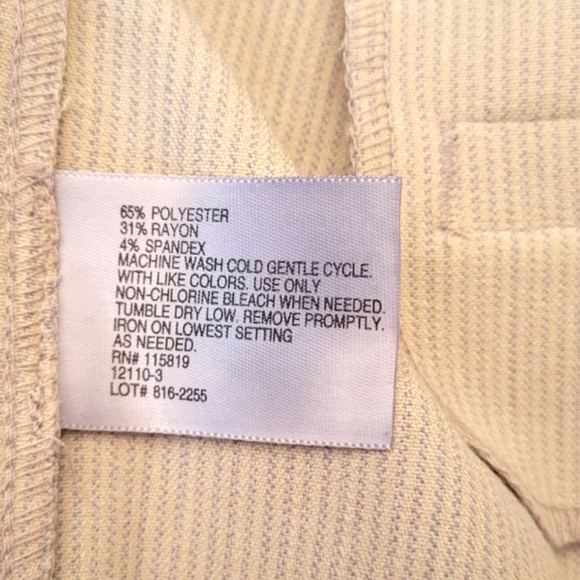 65% POLYESTER
31% RAYON
4% SPANDEX
MACHINE WASH COLD GENTLE CYCLE.
WITH LIKE COLORS. USE ONLY
NON-CHLORINE BLEACH WHEN NEEDED.
TUMBLE DRY LOW. REMOVE PROMPTLY.
IRON ON LOWEST SETTING
AS NEEDED.
RN# 115819
12110-3
LOT# 816-2255